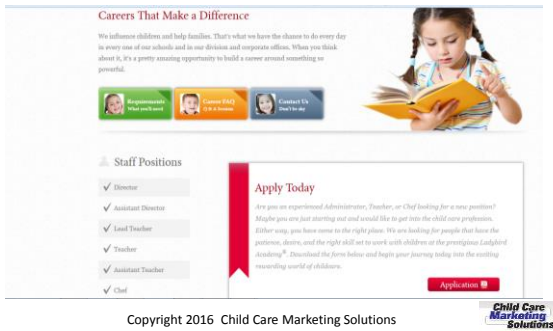 Careers That Make a Difference
We influence children and help families. That's what we have the chance to do every day
in every one of our schools and in our division and corporate offices. When you think
about it, it's a pretty amazing opportunity to build a career around something so
powerful.
Requirements
What you'll need
Career FAQ
Q & A Session
Contact Us
Don't be shy
Staff Positions
Director
Assistant Director
Lead Teacher
Teacher
Assistant Teacher
Chef
Apply Today
Are you an experienced Administrator, Teacher, or Chef looking for a new position?
Maybe you are just starting out and would like to get into the child care profession.
Either way, you have come to the right place. We are looking for people that have the
patience, desire, and the right skill set to work with children at the prestigious Ladybird
Academy®. Download the form below and begin your journey today into the exciting
rewarding world of childcare.
Application
Copyright 2016 Child Care Marketing Solutions
Child Care
Marketing
Solutions